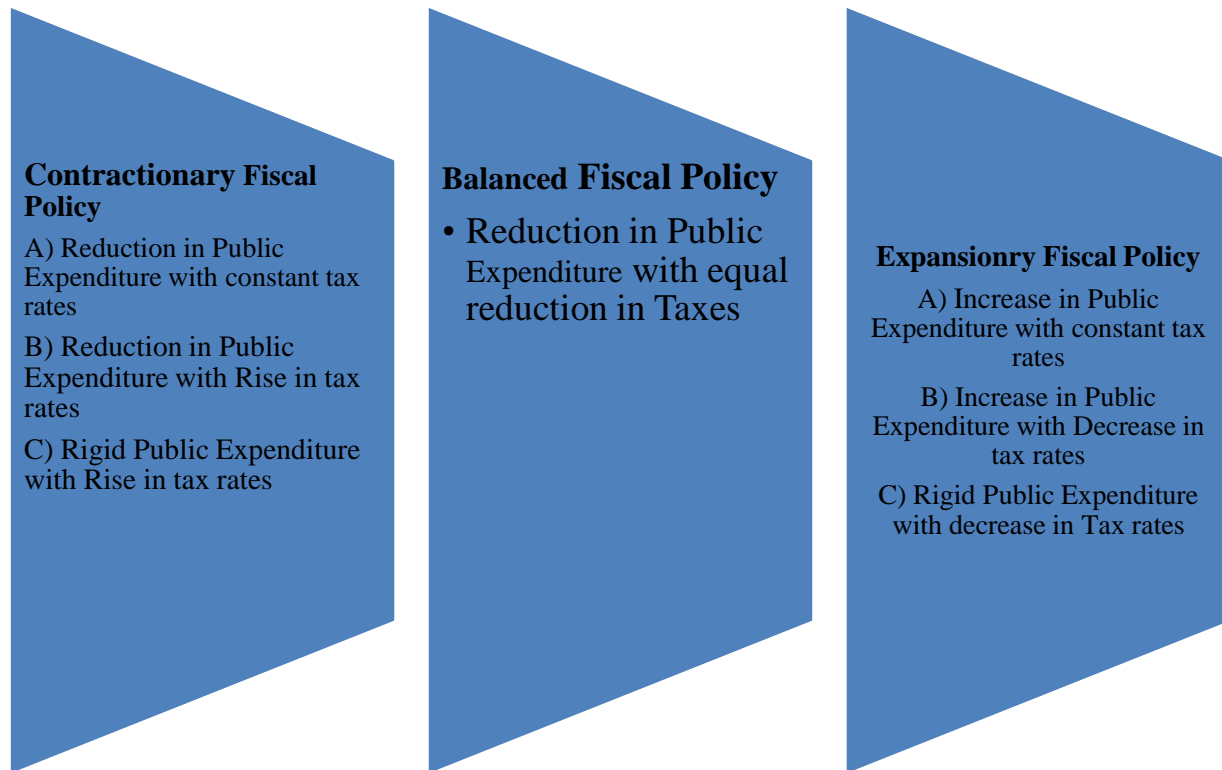 Contractionary Fiscal
Policy
A) Reduction in Public
Expenditure with constant tax
rates
B) Reduction in Public
Expenditure with Rise in tax
rates
C) Rigid Public Expenditure
with Rise in tax rates
Balanced Fiscal Policy
• Reduction in Public
Expenditure with equal
reduction in Taxes
Expansionry Fiscal Policy
A) Increase in Public
Expenditure with constant tax
rates
B) Increase in Public
Expenditure with Decrease in
tax rates
C) Rigid Public Expenditure
with decrease in Tax rates